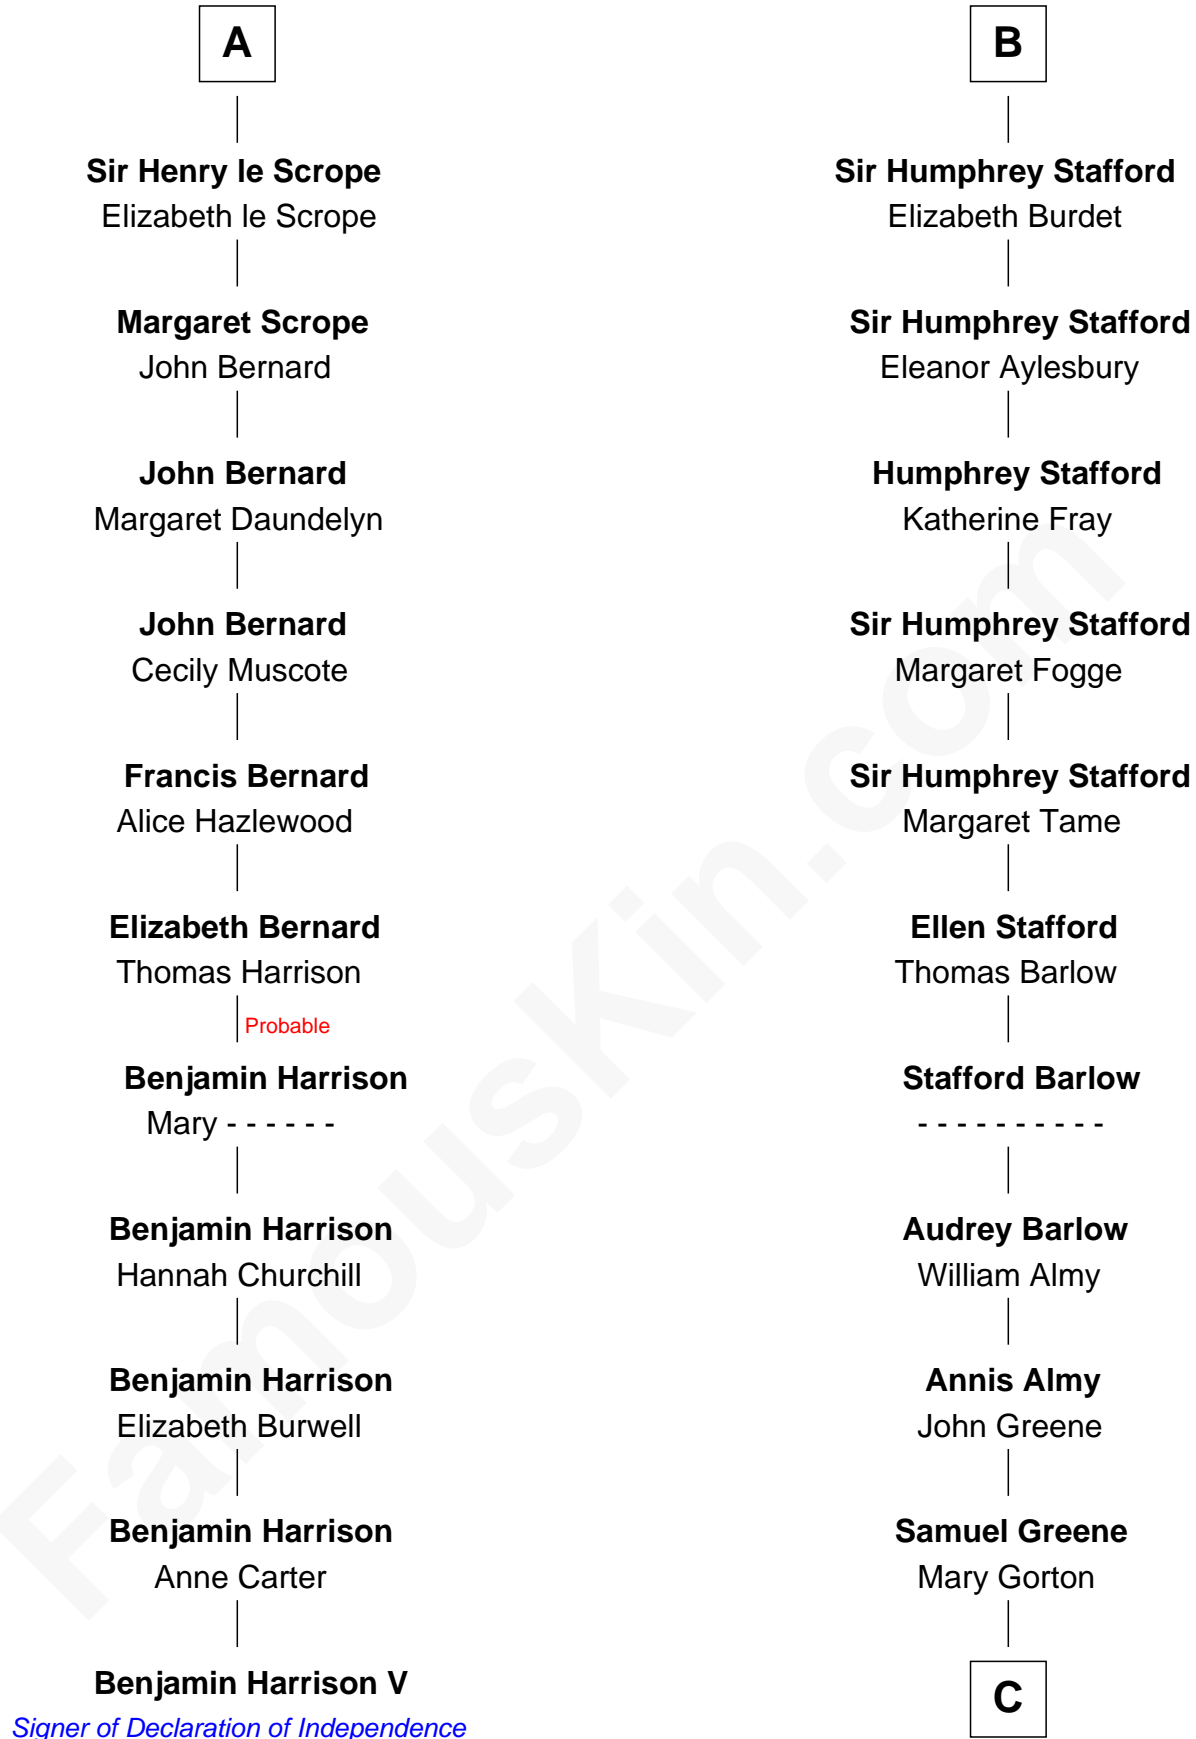 A
Sir Henry le Scrope
Elizabeth le Scrope
Margaret Scrope
John Bernard
John Bernard
Margaret Daundelyn
John Bernard
Cecily Muscote
Francis Bernard
Alice Hazlewood
Elizabeth Bernard
Thomas Harrison
Probable
Benjamin Harrison
Mary - - - - - -
Benjamin Harrison
Hannah Churchill
Benjamin Harrison
Elizabeth Burwell
Benjamin Harrison
Anne Carter
Benjamin Harrison V
Signer of Declaration of Independence
B
Sir Humphrey Stafford
Elizabeth Burdet
Sir Humphrey Stafford
Eleanor Aylesbury
Humphrey Stafford
Katherine Fray
Sir Humphrey Stafford
Margaret Fogge
Sir Humphrey Stafford
Margaret Tame
Ellen Stafford
Thomas Barlow
Stafford Barlow
- - - - - - - - - -
Audrey Barlow
William Almy
Annis Almy
John Greene
Samuel Greene
Mary Gorton
C
FamousKin.com